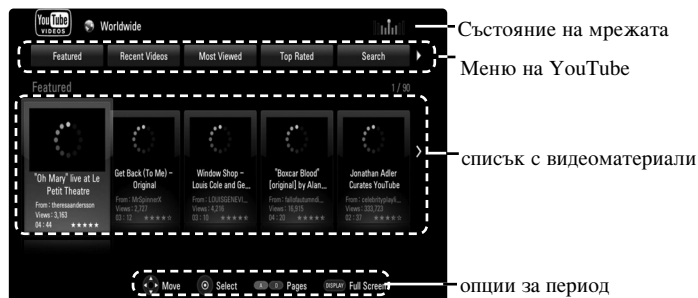 You Tube
VIDEOS
Worldwide
Състояние на мрежата
Featured Recent Videos Most Viewed Top Rated Search
Меню на YouTube
Featured 1 / 90
"Oh Mary" live at Le
Petit Theatre
From : theresaandersson
Views : 3,163
04 : 44 ★★★★★
Get Back (To Me) –
Original
From : MrSpinnerX
Views : 2,727
03 : 12 ★★★★☆
Window Shop –
Louis Cole and Ge...
From : LOUISGENEVI...
Views : 4,216
03 : 10 ★★★★☆
"Boxcar Blood"
[original] by Alan...
From : fallofautumndi...
Views : 16,915
04 : 20 ★★★★★
Jonathan Adler
Curates YouTube
From : celebrityplayli...
Views : 333,723
02 : 37 ★★★★☆
списък с видеоматериали
Move Select A D Pages DISPLAY Full Screen
опции за период